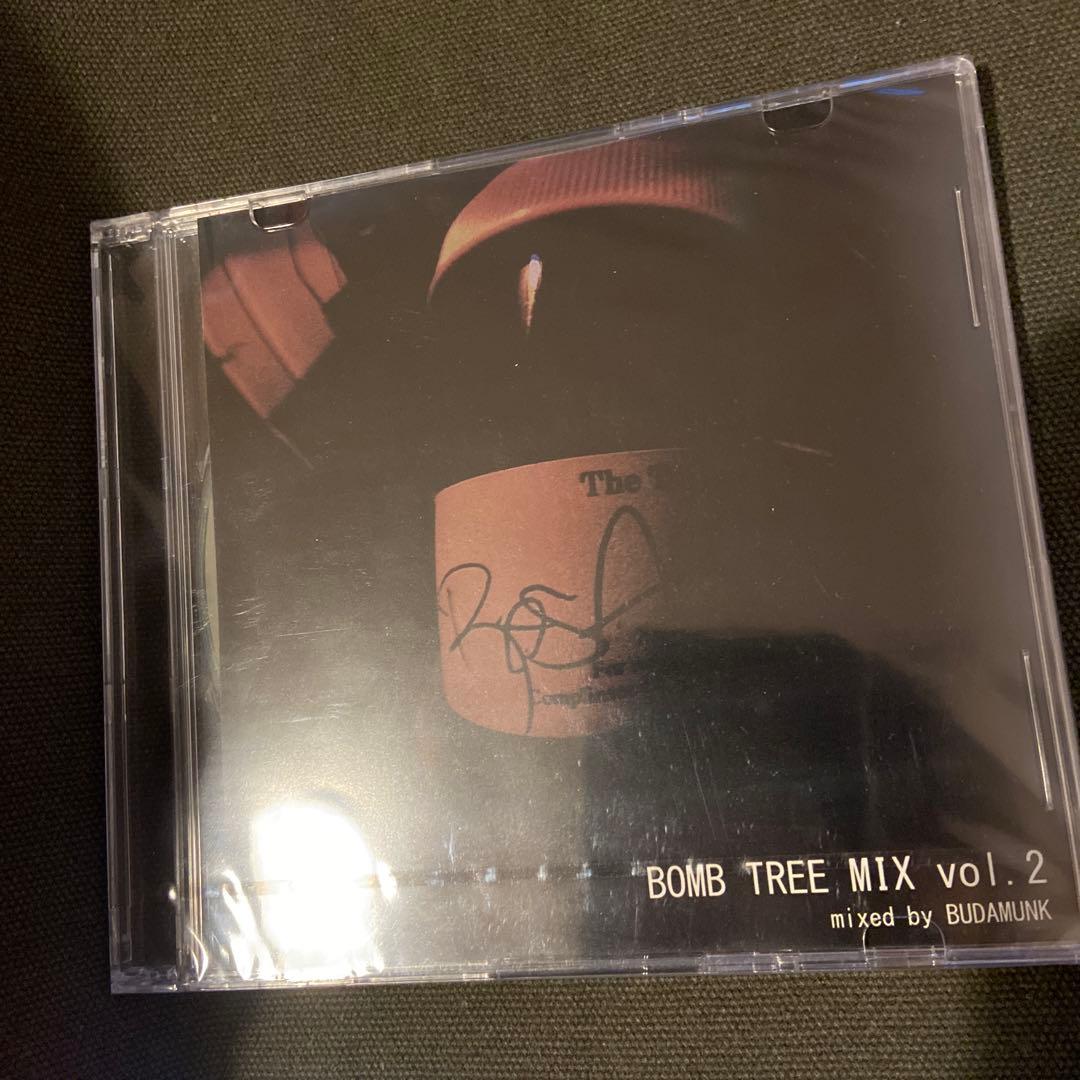 The
BOMB TREE MIX vol.2
mixed by BUDAMUNK